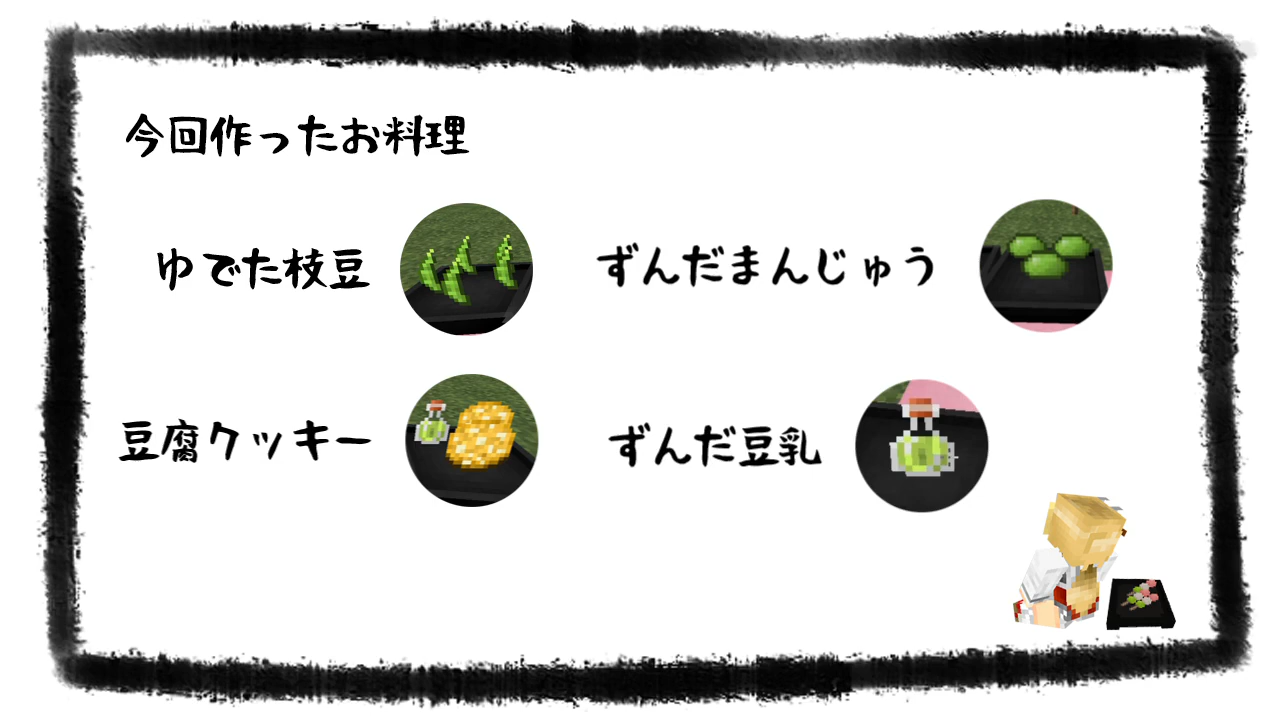 今回作ったお料理
ゆでた枝豆
ずんだまんじゅう
豆腐クッキー
ずんだ豆乳